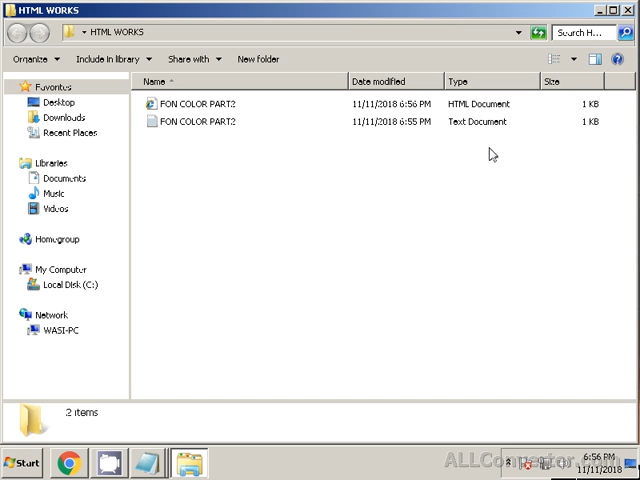 HTML WORKS
HTML WORKS
Search H...
Organize
Include in library
Share with
New folder
Favorites
Desktop
Downloads
Recent Places
Libraries
Documents
Music
Videos
Homegroup
My Computer
Local Disk (C:)
Network
WASI-PC
Name Date modified Type Size
FON COLOR PART2 11/11/2018 6:56 PM HTML Document 1 KB
FON COLOR PART2 11/11/2018 6:55 PM Text Document 1 KB
2 items
Start
ALLConverter.com
6:56 PM
11/11/2018